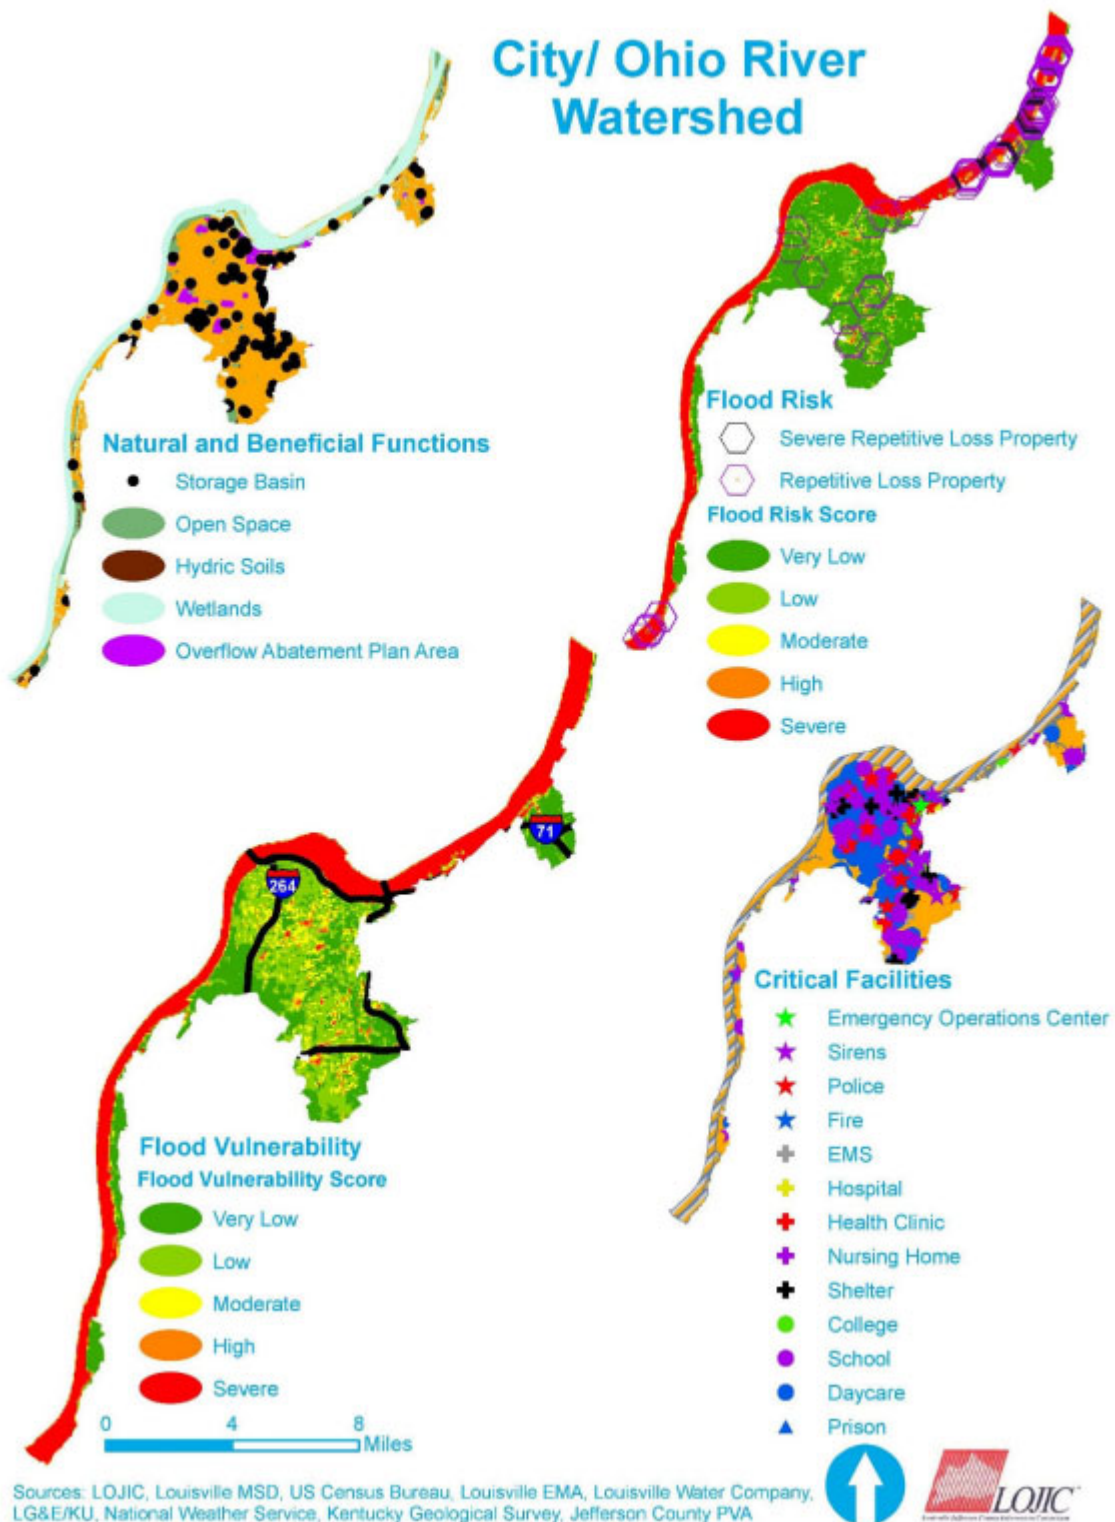 City/ Ohio River
Watershed
Natural and Beneficial Functions
Storage Basin
Open Space
Hydric Soils
Wetlands
Overflow Abatement Plan Area
Flood Risk
Severe Repetitive Loss Property
Repetitive Loss Property
Flood Risk Score
Very Low
Low
Moderate
High
Severe
71
264
Flood Vulnerability
Flood Vulnerability Score
Very Low
Low
Moderate
High
Severe
0 4 8
Miles
Critical Facilities
Emergency Operations Center
Sirens
Police
Fire
EMS
Hospital
Health Clinic
Nursing Home
Shelter
College
School
Daycare
Prison
Sources: LOJIC, Louisville MSD, US Census Bureau, Louisville EMA, Louisville Water Company,
LG&E/KU, National Weather Service, Kentucky Geological Survey, Jefferson County PVA
LOJIC